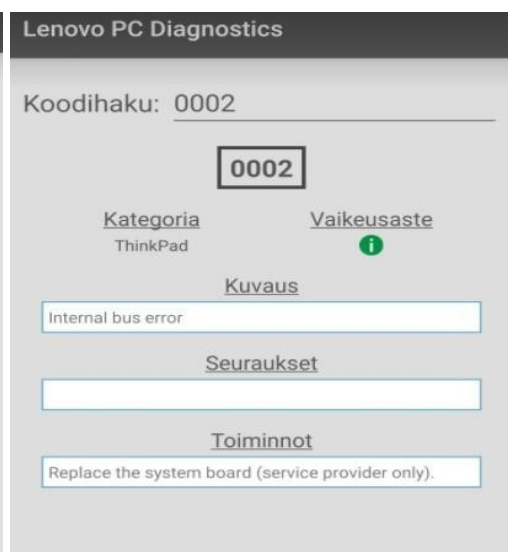 Lenovo PC Diagnostics
Koodihaku: 0002
0002
Kategoria Vaikeusaste
ThinkPad i
Kuvaus
Internal bus error
Seuraukset
Toiminnot
Replace the system board (service provider only).